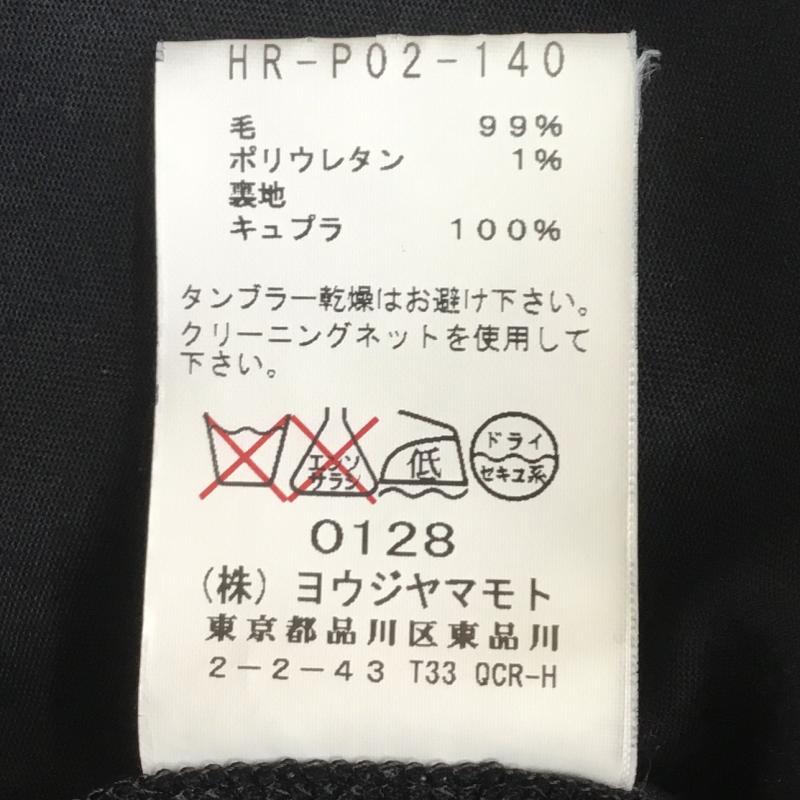 HR-P02-140
毛 99%
ポリウレタン 1%
裏地
キュプラ 100%
タンブラー乾燥はお避け下さい。
クリーニングネットを使用して
下さい。
エンソ
サラシ
低
ドライ
セキユ系
0128
(株)ヨウジヤマモト
東京都品川区東品川
2-2-43 T33 QCR-H